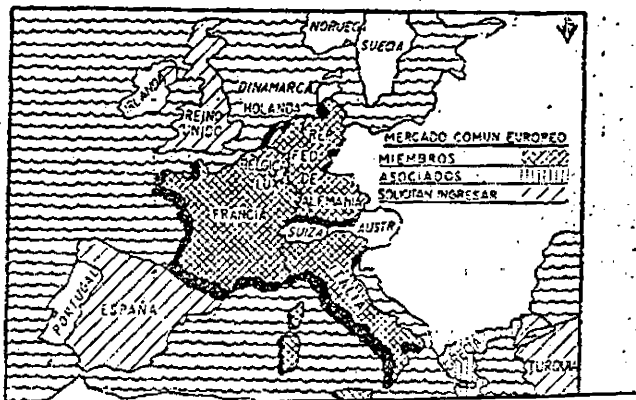 NORUEG
SUECIA
IRLANDA
DINAMARCA
HOLANDA
REINO
UNIDO
MERCADO COMUN EUROPEO
MIEMBROS
ASOCIADOS
SOLICITAN INGRESAR
REP.
FED.
DE
ALEMANIA
BELGIC
LUX
FRANCIA
SUIZA
AUSTR
ITALIA
PORTUGAL
ESPAÑA
GRECIA
TURQUIA